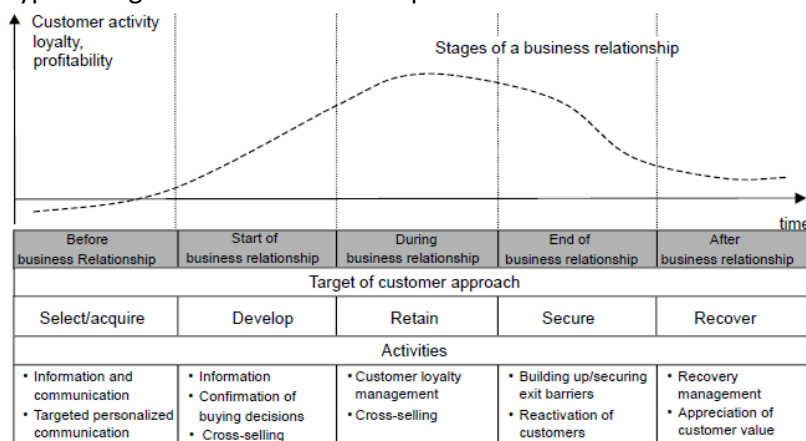 Customer activity
loyalty,
profitability
Stages of a business relationship
time
Before
business Relationship
Start of
business relationship
During
business relationship
End of
business relationship
After
business relationship
Target of customer approach
Select/acquire
Develop
Retain
Secure
Recover
Activities
• Information and
communication
• Targeted personalized
communication
• Information
• Confirmation of
buying decisions
• Cross-selling
• Customer loyalty
management
• Cross-selling
• Building up/securing
exit barriers
• Reactivation of
customers
• Recovery
management
• Appreciation of
customer value